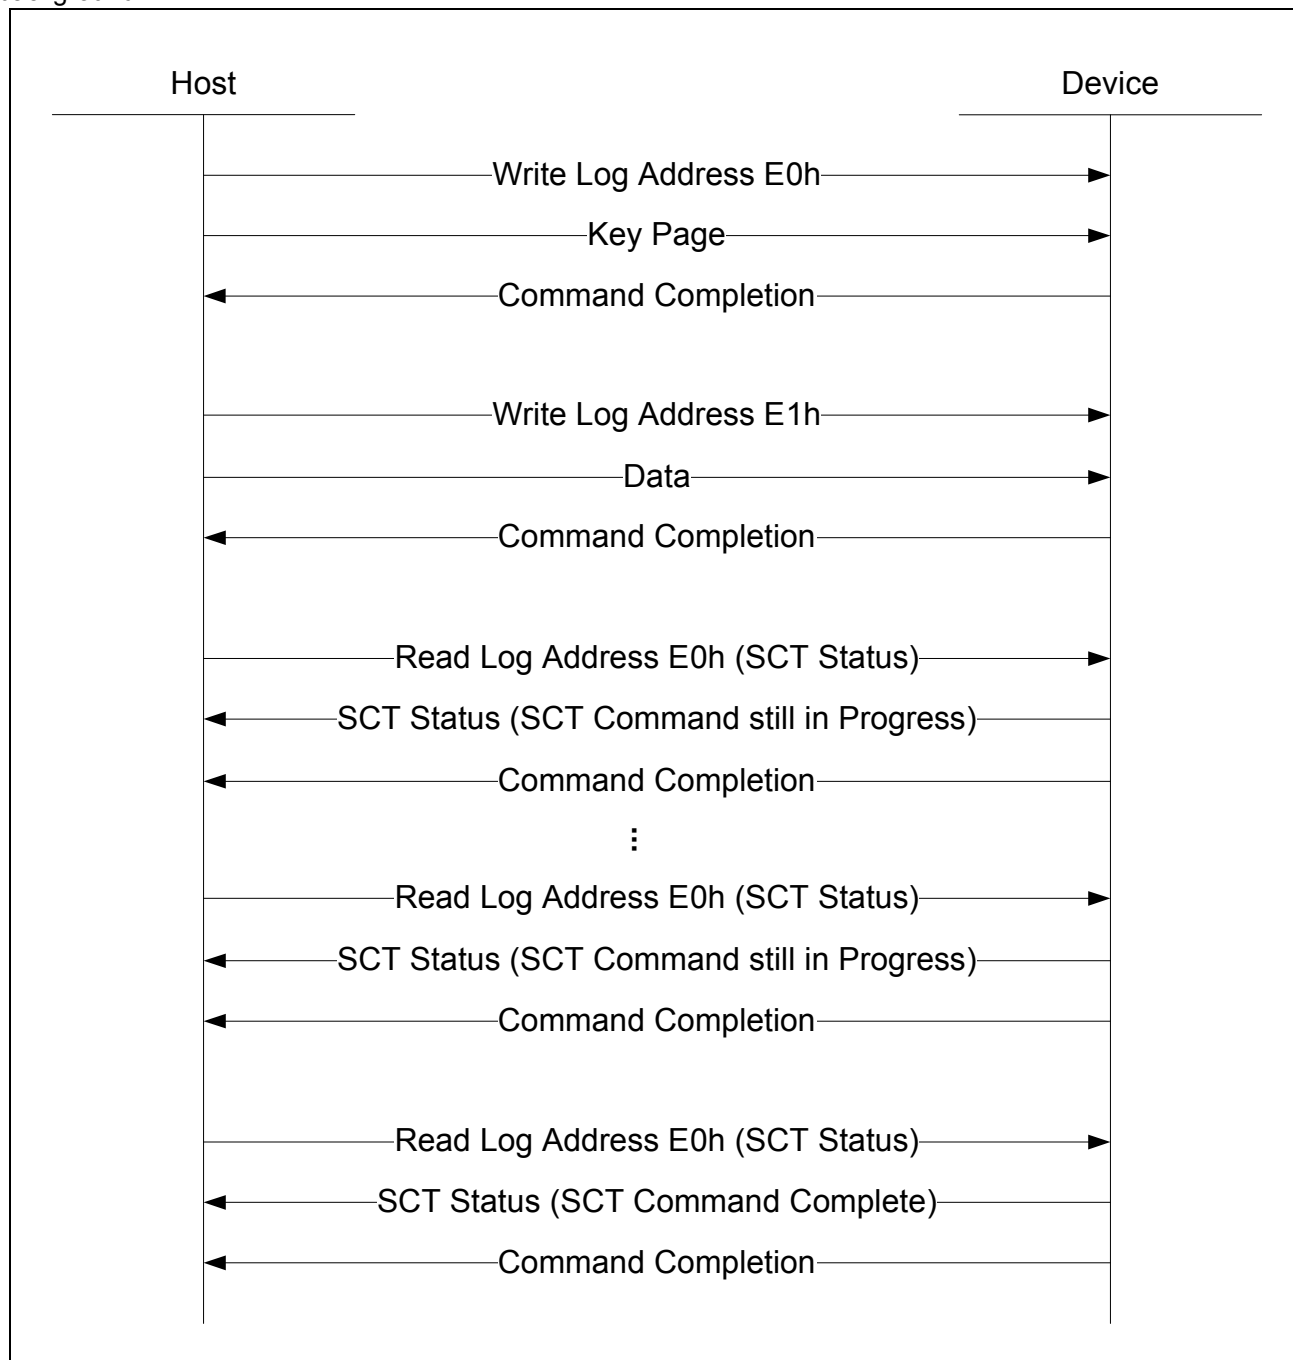 Host Device
Write Log Address E0h
Key Page
Command Completion
Write Log Address E1h
Data
Command Completion
Read Log Address E0h (SCT Status)
SCT Status (SCT Command still in Progress)
Command Completion
...
Read Log Address E0h (SCT Status)
SCT Status (SCT Command still in Progress)
Command Completion
Read Log Address E0h (SCT Status)
SCT Status (SCT Command Complete)
Command Completion